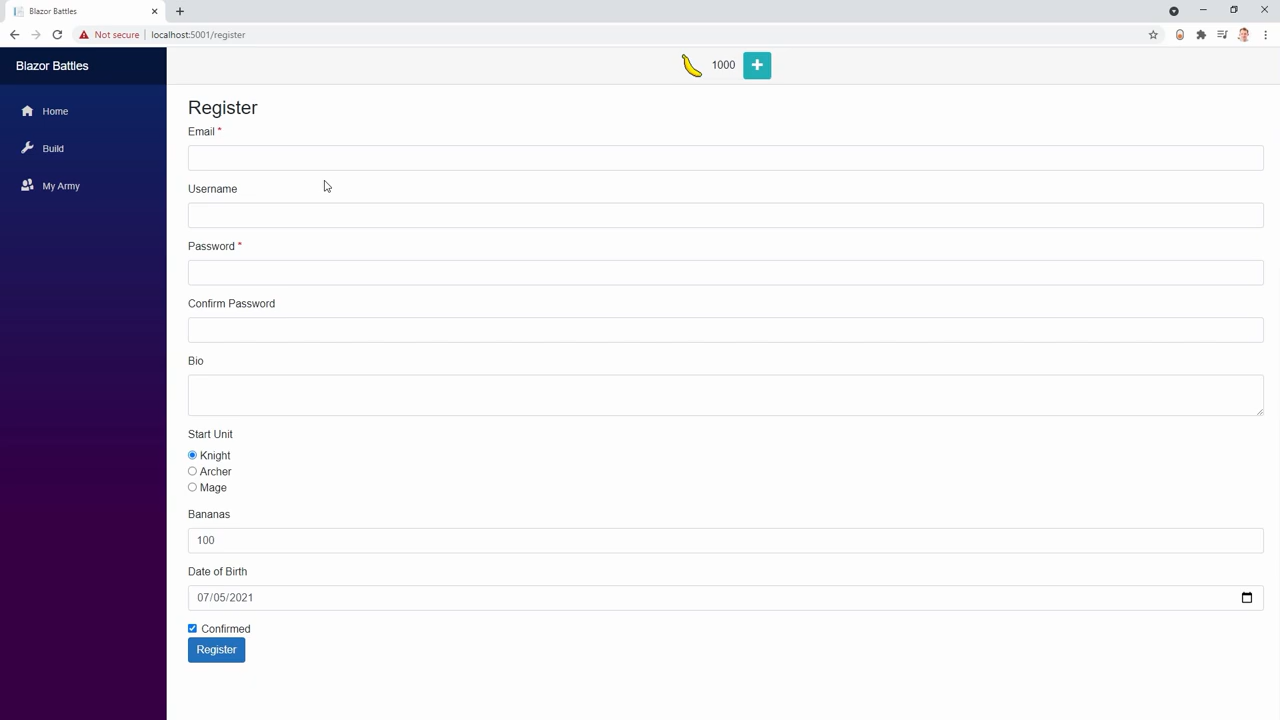 Blazor Battles
Not secure localhost:5001/register
Blazor Battles
1000 +
Home
Build
My Army
Register
Email *
Username
Password *
Confirm Password
Bio
Start Unit
Knight
Archer
Mage
Bananas
100
Date of Birth
07/05/2021
Confirmed
Register